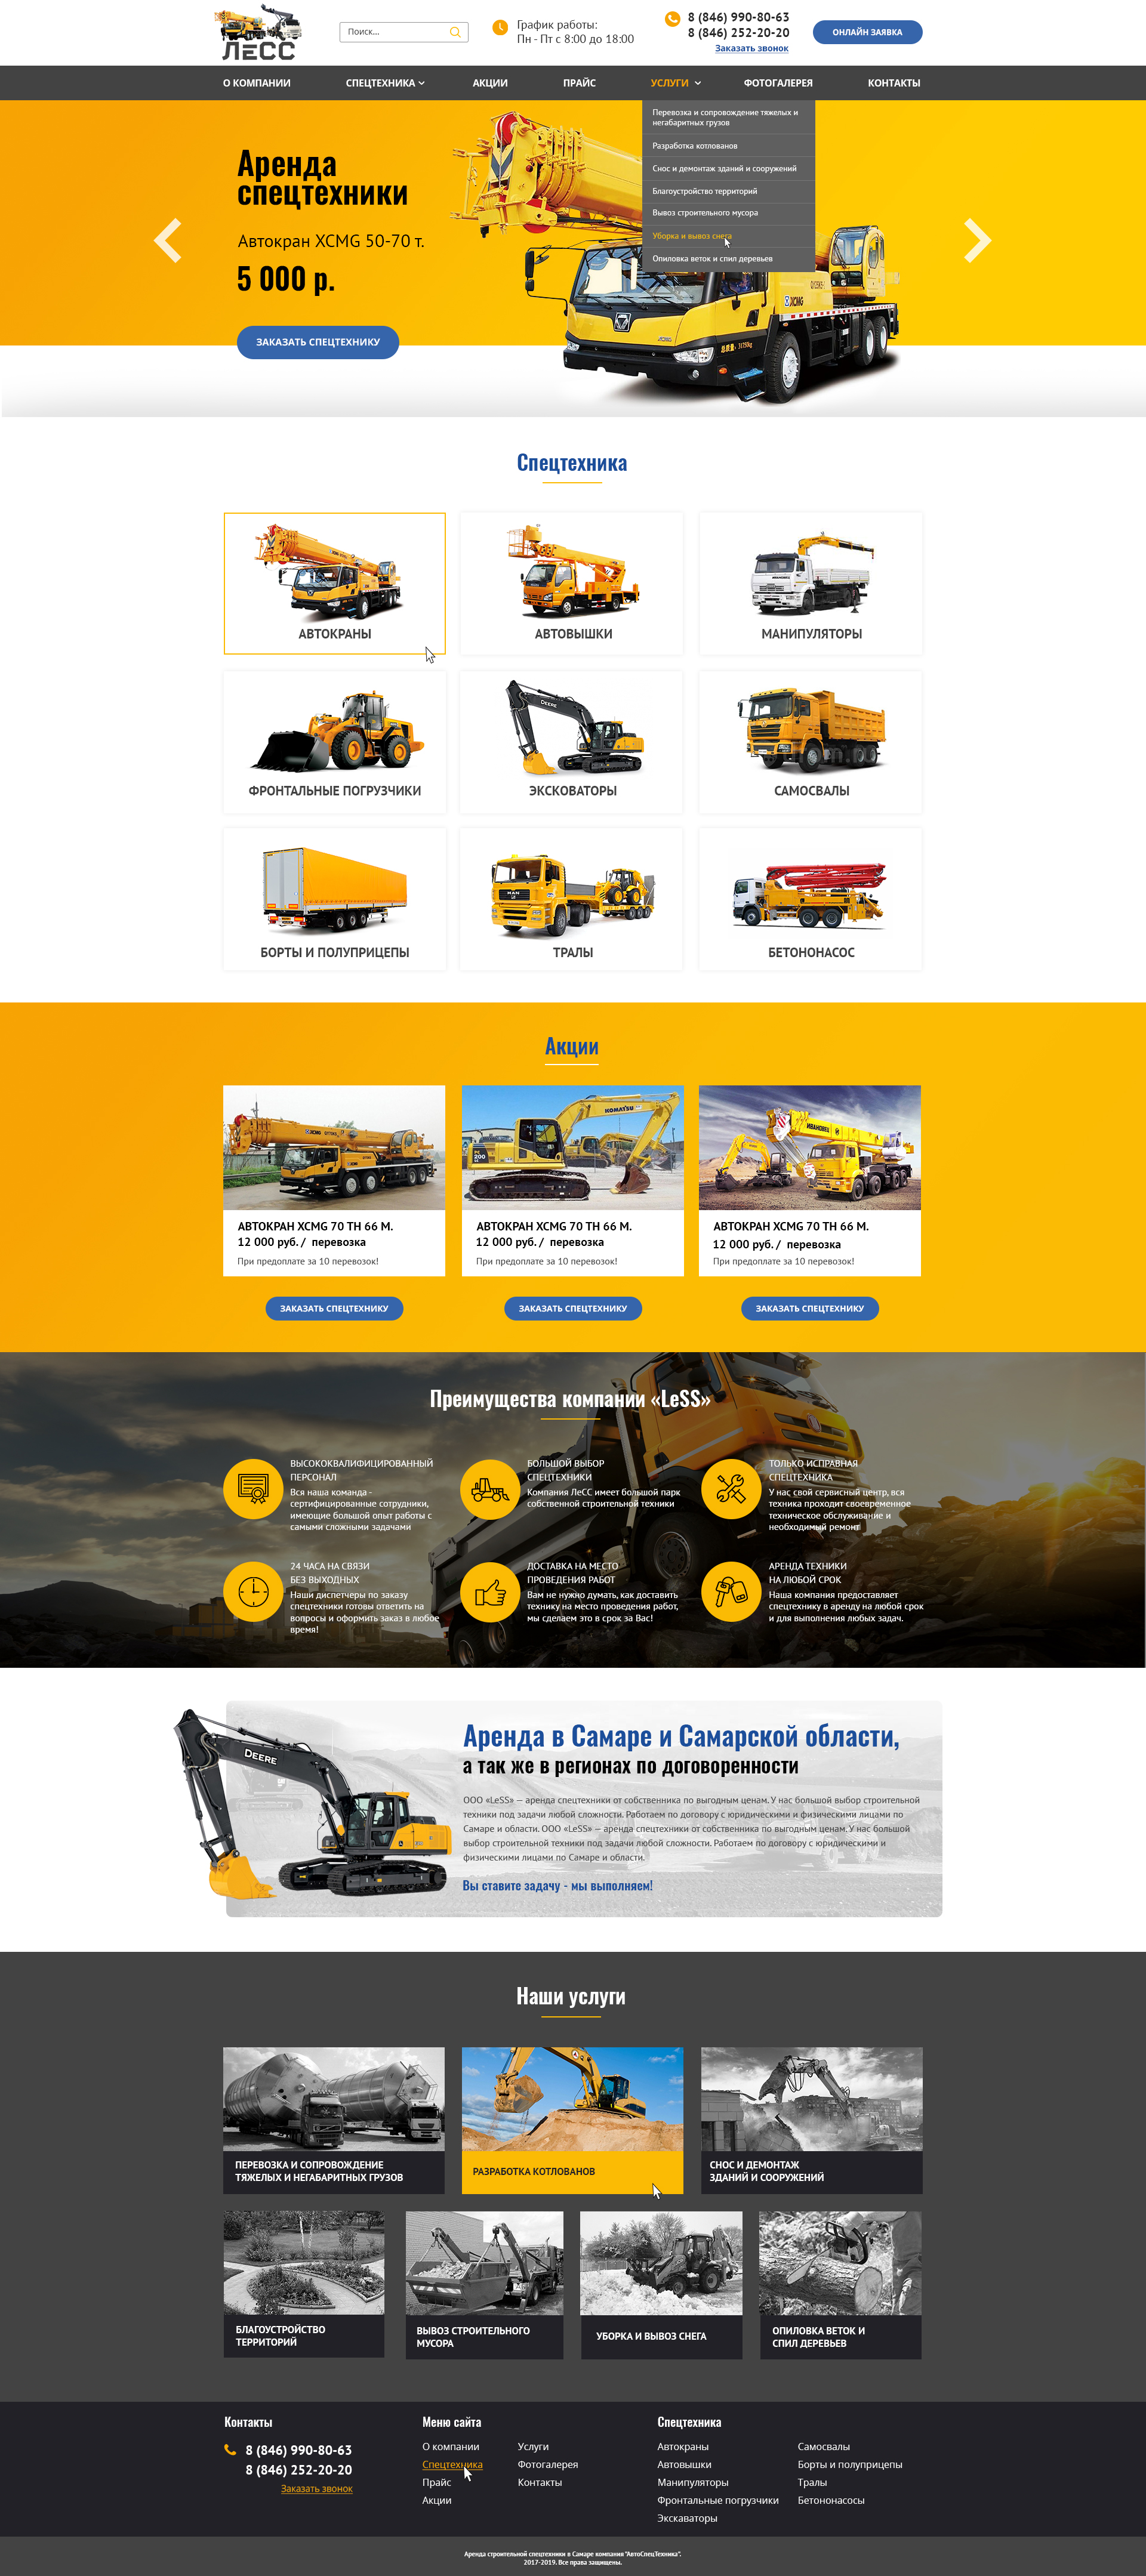 ЛЕСС
Поиск...
График работы:
Пн - Пт с 8:00 до 18:00
8 (846) 990-80-63
8 (846) 252-20-20
Заказать звонок
ОНЛАЙН ЗАЯВКА
О КОМПАНИИ
СПЕЦТЕХНИКА
АКЦИИ
ПРАЙС
УСЛУГИ
ФОТОГАЛЕРЕЯ
КОНТАКТЫ
Перевозка и сопровождение тяжелых и
негабаритных грузов
Разработка котлованов
Снос и демонтаж зданий и сооружений
Благоустройство территорий
Вывоз строительного мусора
Уборка и вывоз снега
Опиловка веток и спил деревьев
Аренда
спецтехники
Автокран XCMG 50-70 т.
5 000 р.
ЗАКАЗАТЬ СПЕЦТЕХНИКУ
XCMG
Спецтехника
АВТОКРАНЫ
АВТОВЫШКИ
МАНИПУЛЯТОРЫ
DEERE
ФРОНТАЛЬНЫЕ ПОГРУЗЧИКИ
ЭКСКОВАТОРЫ
САМОСВАЛЫ
MAN
БОРТЫ И ПОЛУПРИЦЕПЫ
ТРАЛЫ
БЕТОНОНАСОС
Акции
XCMG
KOMATSU
PC
200
ИВАНОВЕЦ
АВТОКРАН XCMG 70 ТН 66 М.
12 000 руб. / перевозка
При предоплате за 10 перевозок!
АВТОКРАН XCMG 70 ТН 66 М.
12 000 руб. / перевозка
При предоплате за 10 перевозок!
АВТОКРАН XCMG 70 ТН 66 М.
12 000 руб. / перевозка
При предоплате за 10 перевозок!
ЗАКАЗАТЬ СПЕЦТЕХНИКУ
ЗАКАЗАТЬ СПЕЦТЕХНИКУ
ЗАКАЗАТЬ СПЕЦТЕХНИКУ
Преимущества компании «LeSS»
ВЫСОКОКВАЛИФИЦИРОВАННЫЙ
ПЕРСОНАЛ
Вся наша команда -
сертифицированные сотрудники,
имеющие большой опыт работы с
самыми сложными задачами
БОЛЬШОЙ ВЫБОР
СПЕЦТЕХНИКИ
Компания ЛеСС имеет большой парк
собственной строительной техники
ТОЛЬКО ИСПРАВНАЯ
СПЕЦТЕХНИКА
У нас свой сервисный центр, вся
техника проходит своевременное
техническое обслуживание и
необходимый ремонт
24 ЧАСА НА СВЯЗИ
БЕЗ ВЫХОДНЫХ
Наши диспетчеры по заказу
спецтехники готовы ответить на
вопросы и оформить заказ в любое
время!
ДОСТАВКА НА МЕСТО
ПРОВЕДЕНИЯ РАБОТ
Вам не нужно думать, как доставить
технику на место проведения работ,
мы сделаем это в срок за Вас!
АРЕНДА ТЕХНИКИ
НА ЛЮБОЙ СРОК
Наша компания предоставляет
спецтехнику в аренду на любой срок
и для выполнения любых задач.
DEERE
Аренда в Самаре и Самарской области,
а так же в регионах по договоренности
ООО «LeSS» — аренда спецтехники от собственника по выгодным ценам. У нас большой выбор строительной
техники под задачи любой сложности. Работаем по договору с юридическими и физическими лицами по
Самаре и области. ООО «LeSS» — аренда спецтехники от собственника по выгодным ценам. У нас большой
выбор строительной техники под задачи любой сложности. Работаем по договору с юридическими и
физическими лицами по Самаре и области.
Вы ставите задачу - мы выполняем!
Наши услуги
ПЕРЕВОЗКА И СОПРОВОЖДЕНИЕ
ТЯЖЕЛЫХ И НЕГАБАРИТНЫХ ГРУЗОВ
РАЗРАБОТКА КОТЛОВАНОВ
СНОС И ДЕМОНТАЖ
ЗДАНИЙ И СООРУЖЕНИЙ
БЛАГОУСТРОЙСТВО
ТЕРРИТОРИЙ
ВЫВОЗ СТРОИТЕЛЬНОГО
МУСОРА
УБОРКА И ВЫВОЗ СНЕГА
ОПИЛОВКА ВЕТОК И
СПИЛ ДЕРЕВЬЕВ
Контакты
8 (846) 990-80-63
8 (846) 252-20-20
Заказать звонок
Меню сайта
О компании
Спецтехника
Прайс
Акции
Услуги
Фотогалерея
Контакты
Спецтехника
Автокраны
Автовышки
Манипуляторы
Фронтальные погрузчики
Экскаваторы
Самосвалы
Борты и полуприцепы
Тралы
Бетононасосы
Аренда строительной спецтехники в Самаре компания "АвтоСпецТехника".
2017-2019. Все права защищены.